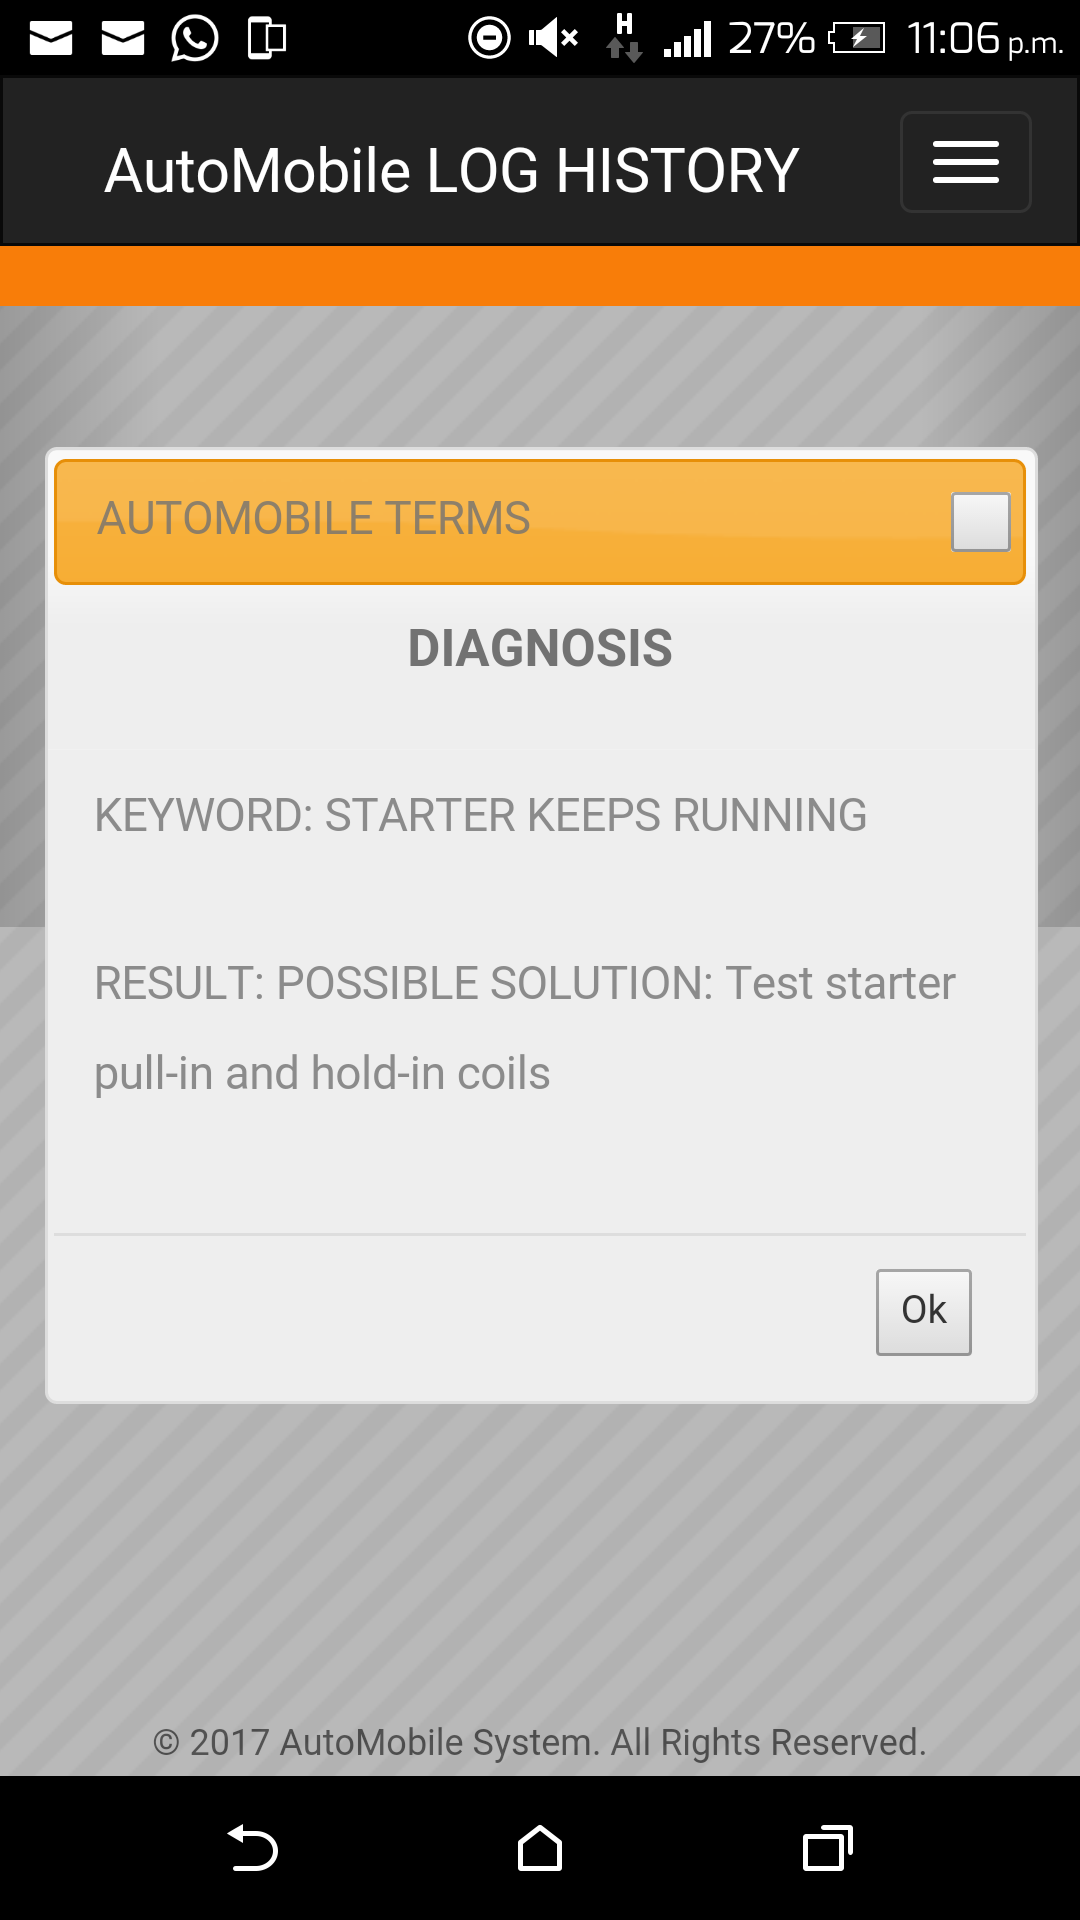 H 27% 11:06 p.m.
AutoMobile LOG HISTORY
AUTOMOBILE TERMS
DIAGNOSIS
KEYWORD: STARTER KEEPS RUNNING
RESULT: POSSIBLE SOLUTION: Test starter
pull-in and hold-in coils
Ok
© 2017 AutoMobile System. All Rights Reserved.